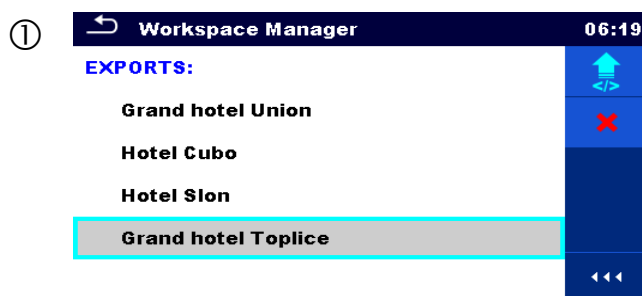 ①
Workspace Manager 06:19
EXPORTS:
</>
Grand hotel Union
Hotel Cubo
Hotel Slon
Grand hotel Toplice